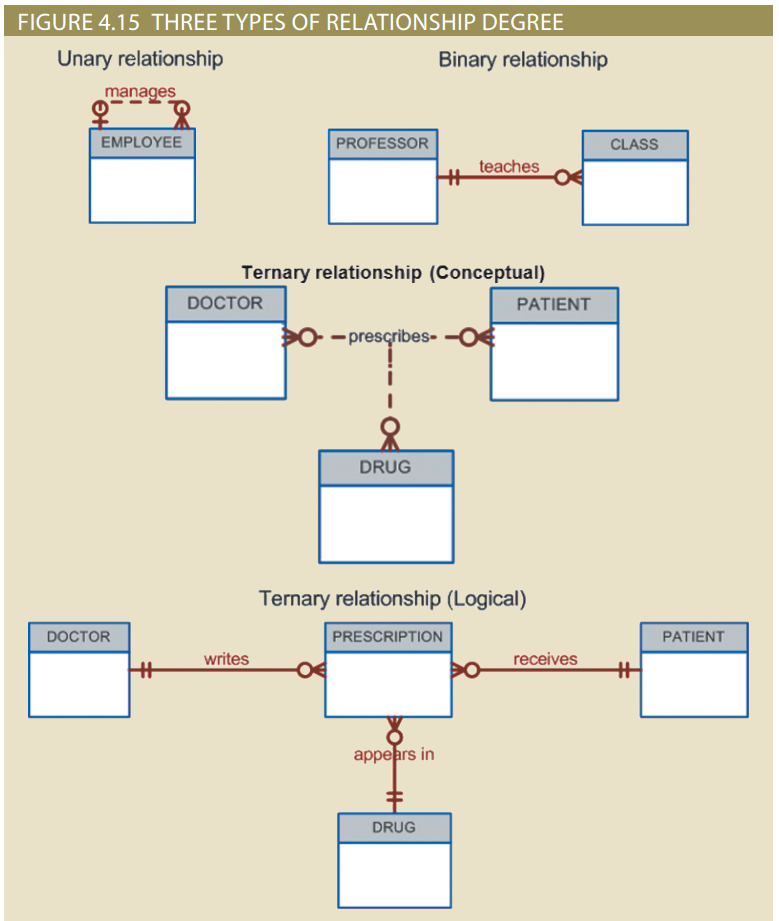 FIGURE 4.15 THREE TYPES OF RELATIONSHIP DEGREE
Unary relationship
Binary relationship
manages
EMPLOYEE
PROFESSOR
teaches
CLASS
Ternary relationship (Conceptual)
DOCTOR
PATIENT
prescribes
DRUG
Ternary relationship (Logical)
DOCTOR
writes
PRESCRIPTION
receives
PATIENT
appears in
DRUG